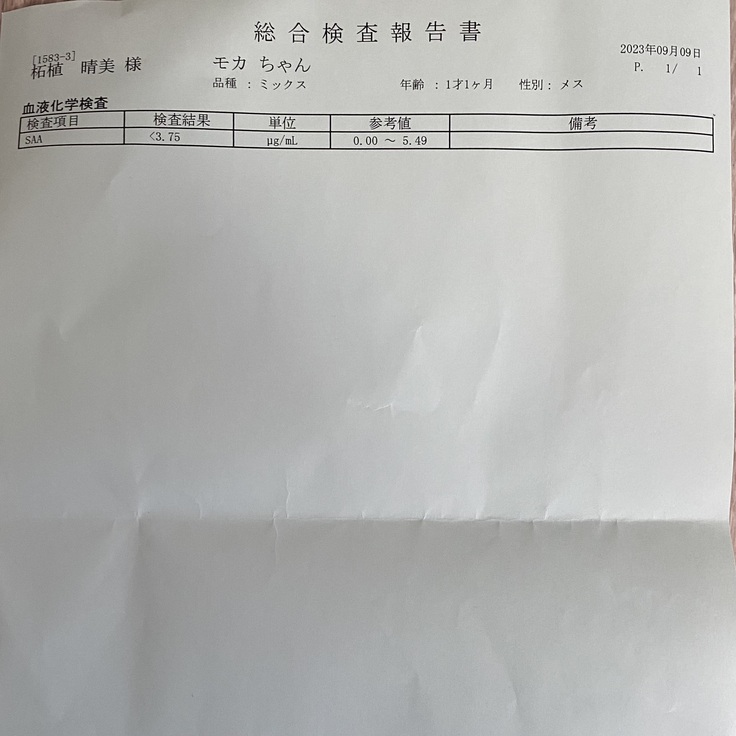 総合検査報告書
2023年09月09日
[1583-3]
柘植 晴美 様 モカ ちゃん P. 1/ 1
品種 : ミックス 年齢 : 1才1ヶ月 性別 : メス
血液化学検査
検査項目 検査結果 単位 参考値 備考
SAA <3.75 μg/mL 0.00 ～ 5.49